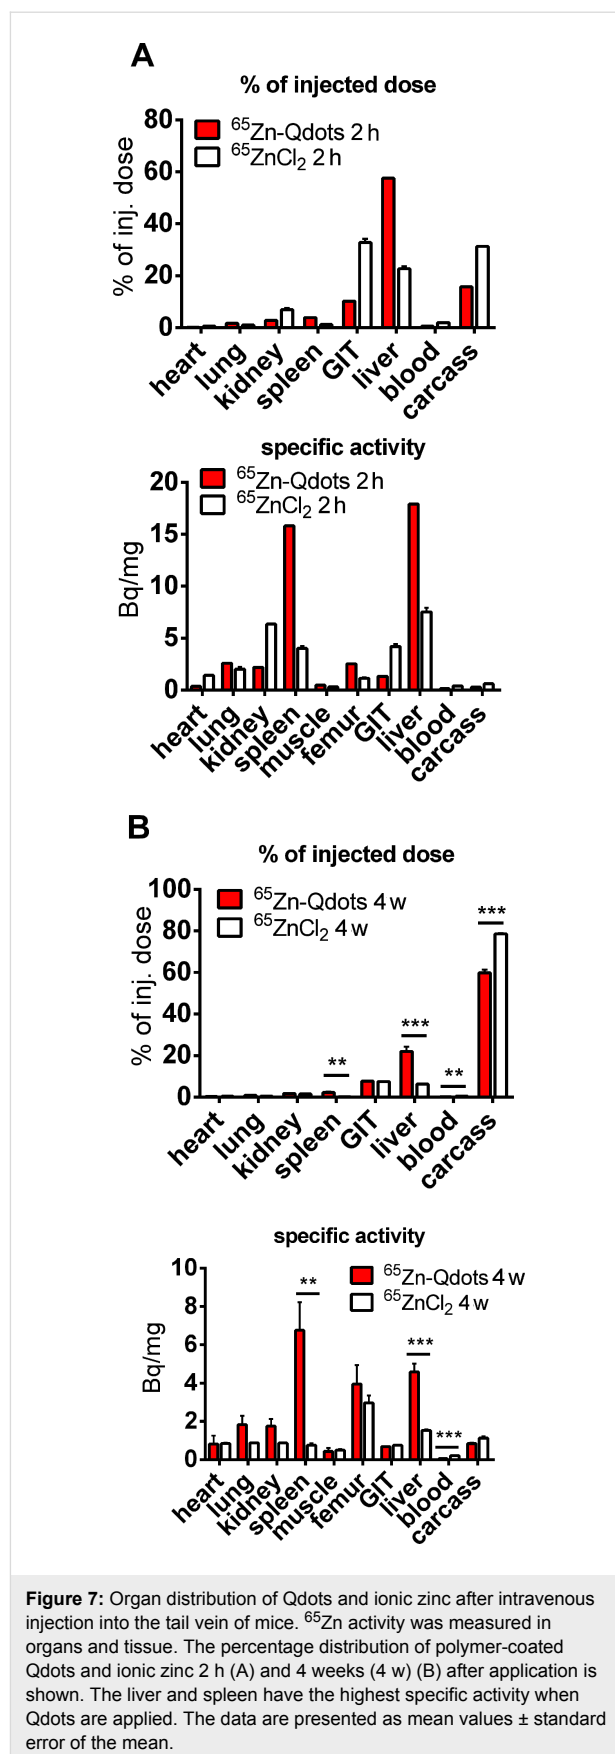 A
% of injected dose
⁶⁵Zn-Qdots 2 h
⁶⁵ZnCl₂ 2 h
% of inj. dose
80
60
40
20
0
heart
lung
kidney
spleen
GIT
liver
blood
carcass
specific activity
⁶⁵Zn-Qdots 2 h
⁶⁵ZnCl₂ 2 h
Bq/mg
20
15
10
5
0
heart
lung
kidney
spleen
muscle
femur
GIT
liver
blood
carcass
B
% of injected dose
⁶⁵Zn-Qdots 4 w
⁶⁵ZnCl₂ 4 w
% of inj. dose
100
80
60
40
20
0
**
***
**
***
heart
lung
kidney
spleen
GIT
liver
blood
carcass
specific activity
⁶⁵Zn-Qdots 4 w
⁶⁵ZnCl₂ 4 w
Bq/mg
10
8
6
4
2
0
**
***
***
heart
lung
kidney
spleen
muscle
femur
GIT
liver
blood
carcass
Figure 7: Organ distribution of Qdots and ionic zinc after intravenous
injection into the tail vein of mice. ⁶⁵Zn activity was measured in
organs and tissue. The percentage distribution of polymer-coated
Qdots and ionic zinc 2 h (A) and 4 weeks (4 w) (B) after application is
shown. The liver and spleen have the highest specific activity when
Qdots are applied. The data are presented as mean values ± standard
error of the mean.